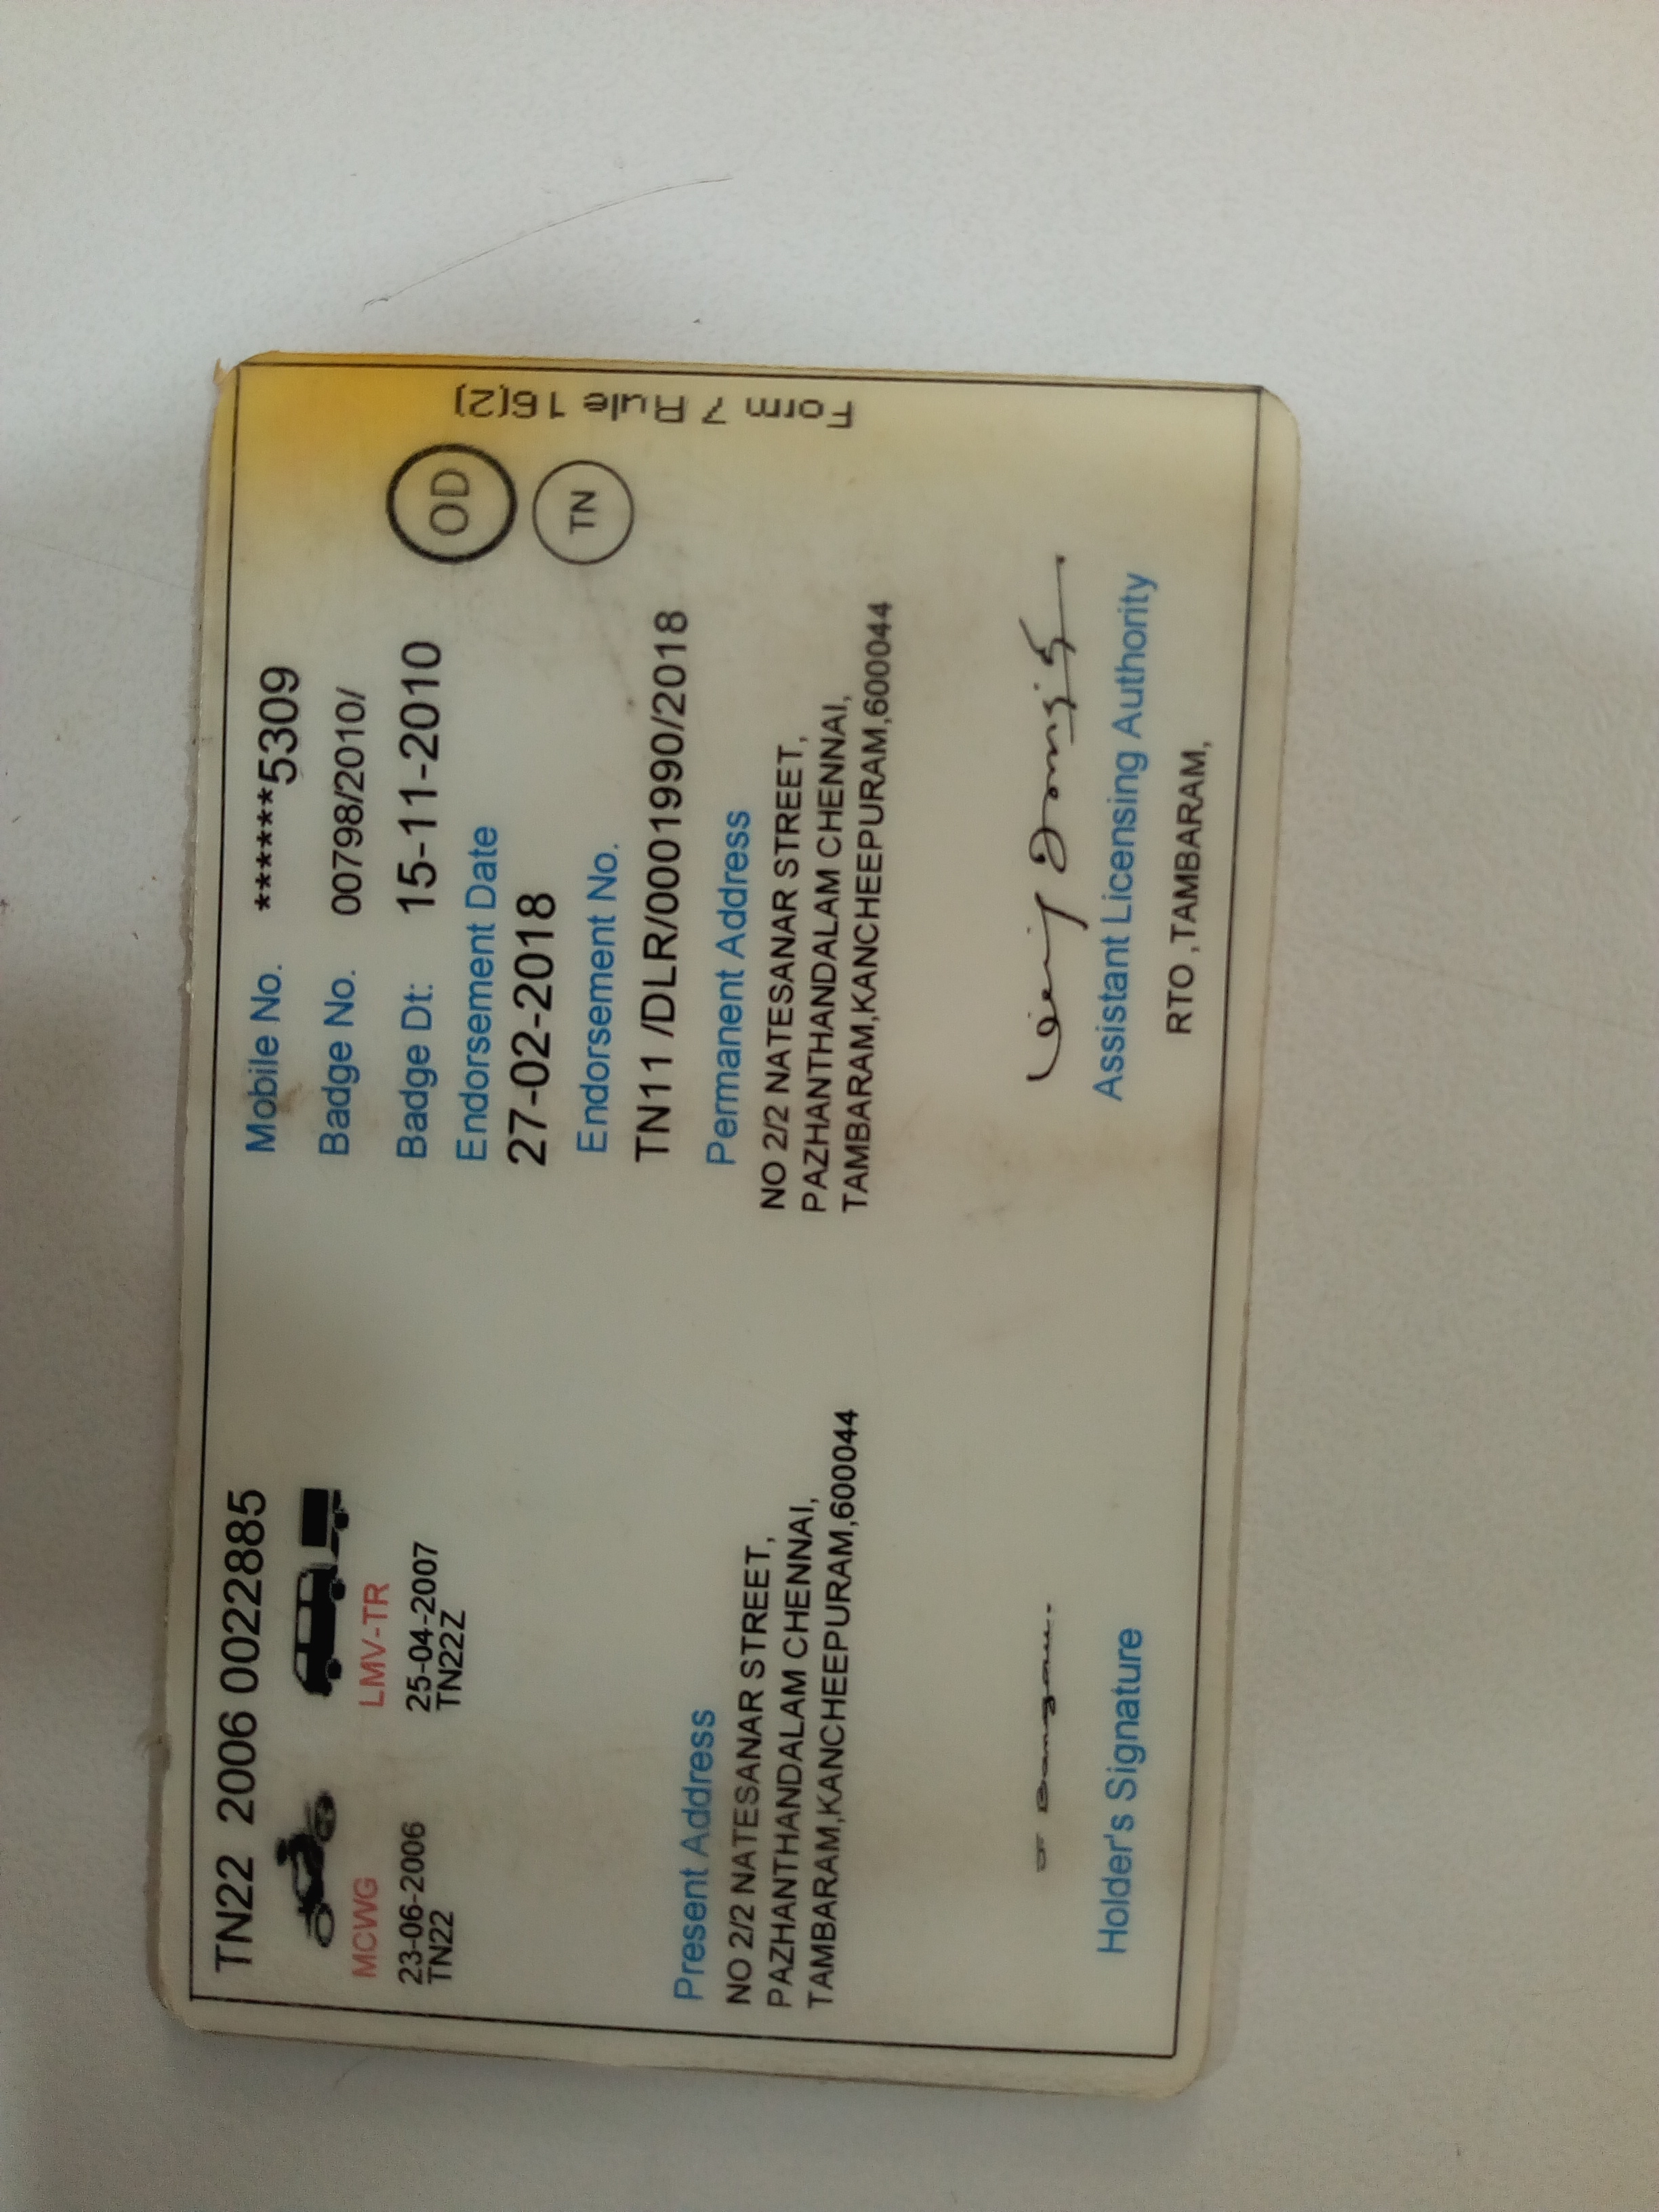 TN22 2006 0022885
MCWG
23-06-2006
TN22
LMV-TR
25-04-2007
TN22Z
Mobile No. ******5309
Badge No. 00798/2010/
Badge Dt: 15-11-2010
Endorsement Date
27-02-2018
Endorsement No.
TN11 /DLR/0001990/2018
OD
TN
Form 7 Rule 16(2)
Present Address
NO 2/2 NATESANAR STREET,
PAZHANTHANDALAM CHENNAI,
TAMBARAM,KANCHEEPURAM,600044
Permanent Address
NO 2/2 NATESANAR STREET,
PAZHANTHANDALAM CHENNAI,
TAMBARAM,KANCHEEPURAM,600044
Holder's Signature
Assistant Licensing Authority
RTO ,TAMBARAM,